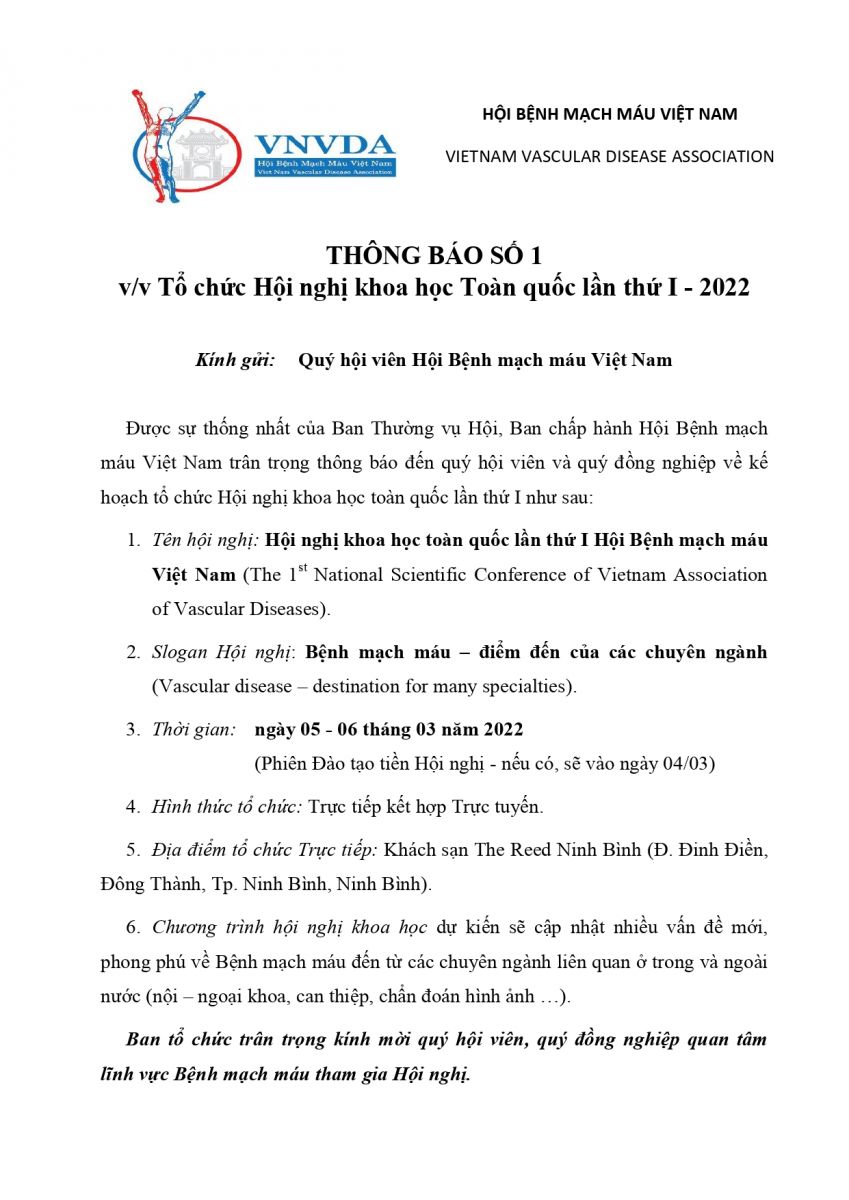 VNVDA
Hội Bệnh Mạch Máu Việt Nam
Viet Nam Vascular Disease Association
HỘI BỆNH MẠCH MÁU VIỆT NAM
VIETNAM VASCULAR DISEASE ASSOCIATION
THÔNG BÁO SỐ 1
v/v Tổ chức Hội nghị khoa học Toàn quốc lần thứ I - 2022
Kính gửi: Quý hội viên Hội Bệnh mạch máu Việt Nam
Được sự thống nhất của Ban Thường vụ Hội, Ban chấp hành Hội Bệnh mạch
máu Việt Nam trân trọng thông báo đến quý hội viên và quý đồng nghiệp về kế
hoạch tổ chức Hội nghị khoa học toàn quốc lần thứ I như sau:
1. Tên hội nghị: Hội nghị khoa học toàn quốc lần thứ I Hội Bệnh mạch máu
Việt Nam (The 1st National Scientific Conference of Vietnam Association
of Vascular Diseases).
2. Slogan Hội nghị: Bệnh mạch máu – điểm đến của các chuyên ngành
(Vascular disease – destination for many specialties).
3. Thời gian: ngày 05 - 06 tháng 03 năm 2022
(Phiên Đào tạo tiền Hội nghị - nếu có, sẽ vào ngày 04/03)
4. Hình thức tổ chức: Trực tiếp kết hợp Trực tuyến.
5. Địa điểm tổ chức Trực tiếp: Khách sạn The Reed Ninh Bình (Đ. Đinh Điền,
Đông Thành, Tp. Ninh Bình, Ninh Bình).
6. Chương trình hội nghị khoa học dự kiến sẽ cập nhật nhiều vấn đề mới,
phong phú về Bệnh mạch máu đến từ các chuyên ngành liên quan ở trong và ngoài
nước (nội – ngoại khoa, can thiệp, chẩn đoán hình ảnh …).
Ban tổ chức trân trọng kính mời quý hội viên, quý đồng nghiệp quan tâm
lĩnh vực Bệnh mạch máu tham gia Hội nghị.